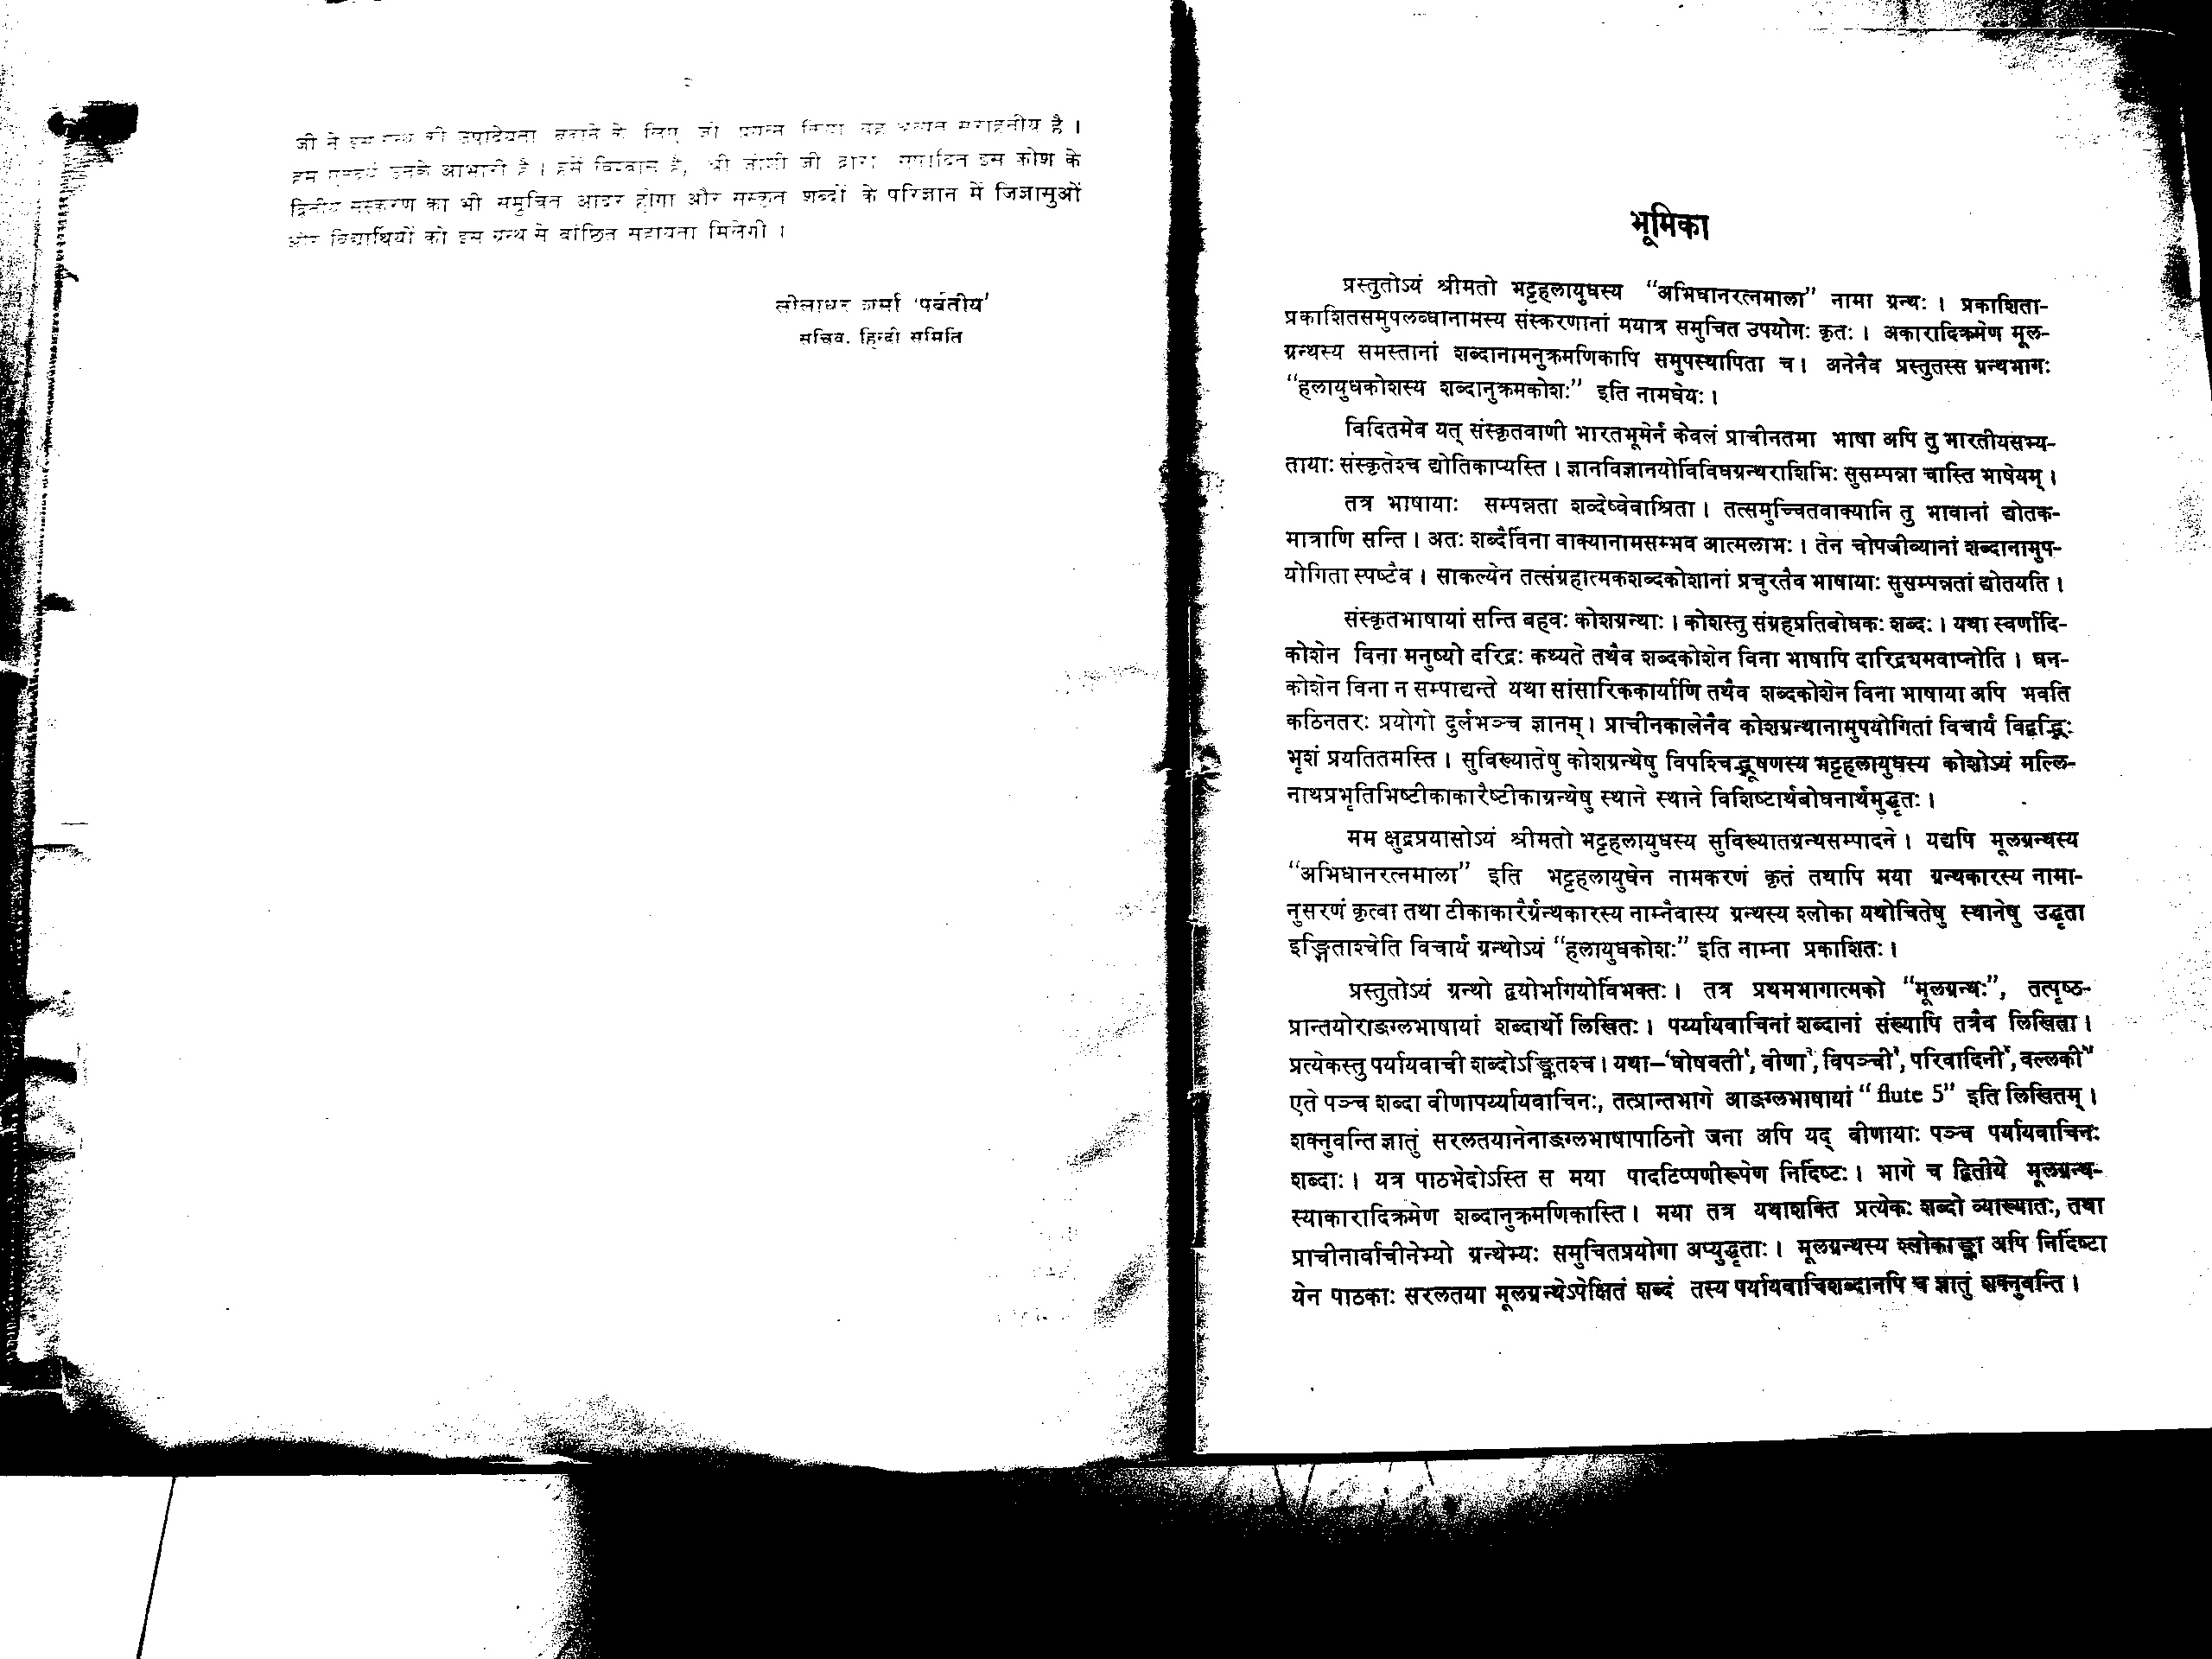 जी ने इस ग्रन्थ की उपादेयता बढ़ाने के लिए जो प्रयत्न किया वह अत्यंत सराहनीय है ।
हम एतदर्थ उनके आभारी है । हमें विश्वास है, श्री जोशी जी द्वारा संपादित इस कोश के
द्वितीय संस्करण का भी समुचित आदर होगा और संस्कृत शब्दों के परिज्ञान में जिज्ञासुओं
और विद्यार्थियों को इस ग्रन्थ से वांछित सहायता मिलेगी ।
लीलाधर शर्मा 'पर्वतीय'
सचिव, हिन्दी समिति
भूमिका
प्रस्तुतोऽयं श्रीमतो भट्टहलायुधस्य “अभिधानरत्नमाला” नामा ग्रन्थः । प्रकाशिता-
प्रकाशितसमुपलब्धानामस्य संस्करणानां मयात्र समुचित उपयोगः कृतः । अकारादिक्रमेण मूल-
ग्रन्थस्य समस्तानां शब्दानामनुक्रमणिकापि समुपस्थापिता च। अनेनैव प्रस्तुतस्स ग्रन्थभागः
“हलायुधकोशस्य शब्दानुक्रमकोशः” इति नामधेयः ।
विदितमेव यत् संस्कृतवाणी भारतभूमेर्न केवलं प्राचीनतमा भाषा अपि तु भारतीयसभ्य-
तायाः संस्कृतेश्च द्योतिकाप्यस्ति । ज्ञानविज्ञानयोर्विविधग्रन्थराशिभिः सुसम्पन्ना चास्ति भाषेयम् ।
तत्र भाषायाः सम्पन्नता शब्देष्वेवाश्रिता । तत्समुच्चितवाक्यानि तु भावानां द्योतक-
मात्राणि सन्ति । अतः शब्दैर्विना वाक्यानामसम्भव आत्मलाभः । तेन चोपजीव्यानां शब्दानामुप-
योगिता स्पष्टैव । साकल्येन तत्संग्रहात्मकशब्दकोशानां प्रचुरतैव भाषायाः सुसम्पन्नतां द्योतयति ।
संस्कृतभाषायां सन्ति बहवः कोशग्रन्थाः । कोशस्तु संग्रहप्रतिबोधकः शब्दः । यथा स्वर्णादि-
कोशेन विना मनुष्यो दरिद्रः कथ्यते तथैव शब्दकोशेन विना भाषापि दारिद्र्यमवाप्नोति । धन-
कोशेन विना न सम्पाद्यन्ते यथा सांसारिककार्याणि तथैव शब्दकोशेन विना भाषाया अपि भवति
कठिनतरः प्रयोगो दुर्लभञ्च ज्ञानम् । प्राचीनकालेनैव कोशग्रन्थानामुपयोगितां विचार्य विद्वद्भिः
भृशं प्रयतितमस्ति । सुविख्यातेषु कोशग्रन्थेषु विपश्चिद्भूषणस्य भट्टहलायुधस्य कोशोऽयं मल्लि-
नाथप्रभृतिभिष्टीकाकारैष्टीकाग्रन्थेषु स्थाने स्थाने विशिष्टार्थबोधनार्थमुद्धृतः ।
मम क्षुद्रप्रयासोऽयं श्रीमतो भट्टहलायुधस्य सुविख्यातग्रन्थसम्पादने । यद्यपि मूलग्रन्थस्य
“अभिधानरत्नमाला” इति भट्टहलायुधेन नामकरणं कृतं तथापि मया ग्रन्थकारस्य नामा-
नुसरणं कृत्वा तथा टीकाकारैर्ग्रन्थकारस्य नाम्नैवास्य ग्रन्थस्य श्लोका यथोचितेषु स्थानेषु उद्धृता
इङ्गिताश्चेति विचार्य ग्रन्थोऽयं “हलायुधकोशः” इति नाम्ना प्रकाशितः ।
प्रस्तुतोऽयं ग्रन्थो द्वयोर्भागयोर्विभक्तः । तत्र प्रथमभागात्मको “मूलग्रन्थः”, तत्पृष्ठ-
प्रान्तयोराङग्लभाषायां शब्दार्थो लिखितः । पर्य्यायवाचिनां शब्दानां संख्यापि तत्रैव लिखिता ।
प्रत्येकस्तु पर्यायवाची शब्दोऽङ्कितश्च । यथा–'घोषवती¹, वीणा², विपञ्ची³, परिवादिनी⁴, वल्लकी⁵'
एते पञ्च शब्दा वीणापर्य्यायवाचिनः, तत्प्रान्तभागे आङग्लभाषायां “flute 5” इति लिखितम् ।
शक्नुवन्ति ज्ञातुं सरलतयानेनाङग्लभाषापाठिनो जना अपि यद् वीणायाः पञ्च पर्यायवाचिनः
शब्दाः । यत्र पाठभेदोऽस्ति स मया पादटिप्पणीरूपेण निर्दिष्टः । भागे च द्वितीये मूलग्रन्थ-
स्याकारादिक्रमेण शब्दानुक्रमणिकास्ति । मया तत्र यथाशक्ति प्रत्येकः शब्दो व्याख्यातः, तथा
प्राचीनार्वाचीनेभ्यो ग्रन्थेभ्यः समुचितप्रयोगा अप्युद्धृताः । मूलग्रन्थस्य श्लोकाङ्का अपि निर्दिष्टा
येन पाठकाः सरलतया मूलग्रन्थेऽपेक्षितं शब्दं तस्य पर्यायवाचिशब्दानपि च ज्ञातुं शक्नुवन्ति ।